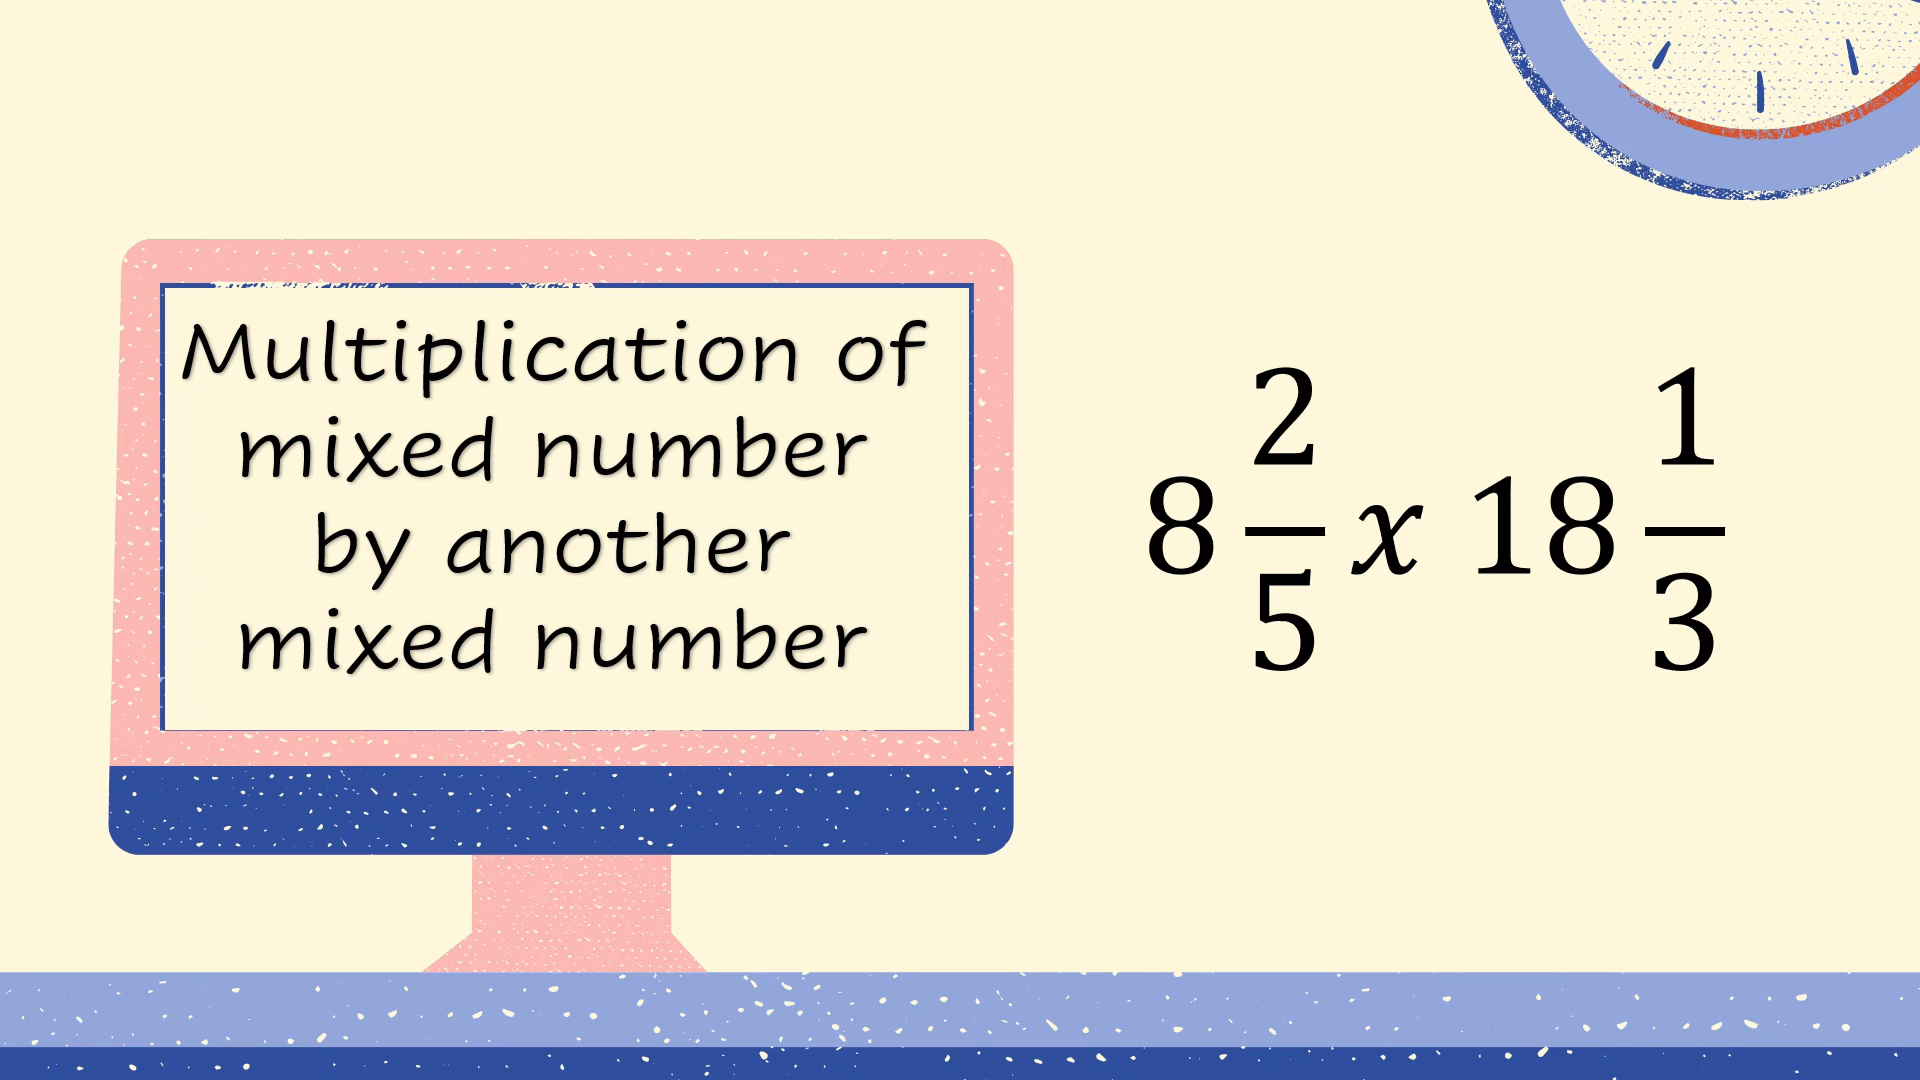 Multiplication of
mixed number
by another
mixed number
8 2/5 x 18 1/3